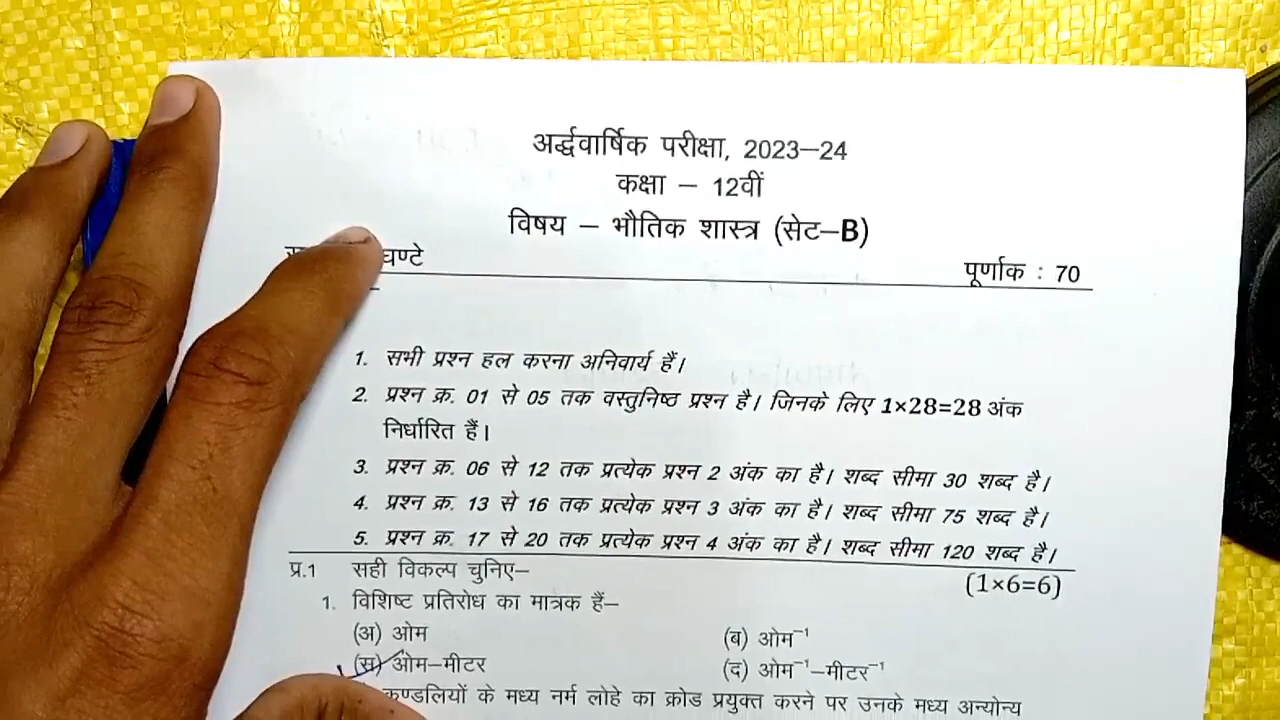 अर्द्धवार्षिक परीक्षा, 2023–24
कक्षा – 12वीं
विषय – भौतिक शास्त्र (सेट–B)
घण्टे पूर्णाक : 70
1. सभी प्रश्न हल करना अनिवार्य हैं।
2. प्रश्न क्र. 01 से 05 तक वस्तुनिष्ठ प्रश्न है। जिनके लिए 1×28=28 अंक
निर्धारित हैं।
3. प्रश्न क्र. 06 से 12 तक प्रत्येक प्रश्न 2 अंक का है। शब्द सीमा 30 शब्द है।
4. प्रश्न क्र. 13 से 16 तक प्रत्येक प्रश्न 3 अंक का है। शब्द सीमा 75 शब्द है।
5. प्रश्न क्र. 17 से 20 तक प्रत्येक प्रश्न 4 अंक का है। शब्द सीमा 120 शब्द है।
प्र.1 सही विकल्प चुनिए– (1×6=6)
1. विशिष्ट प्रतिरोध का मात्रक हैं–
(अ) ओम (ब) ओम⁻¹
(स) ओम–मीटर (द) ओम⁻¹–मीटर⁻¹
कुण्डलियों के मध्य नर्म लोहे का क्रोड प्रयुक्त करने पर उनके मध्य अन्योन्य